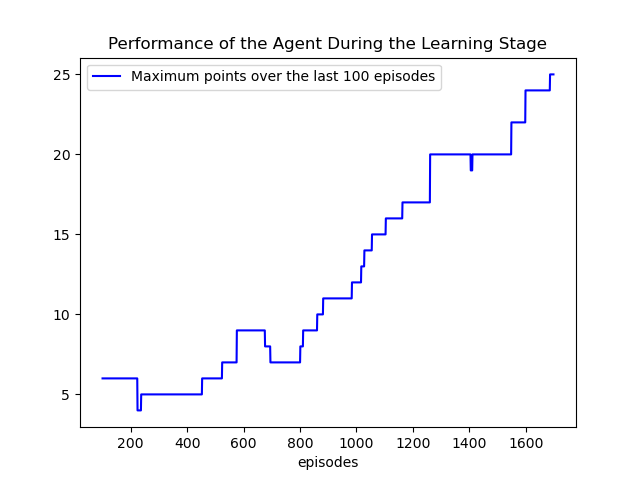 Performance of the Agent During the Learning Stage
Maximum points over the last 100 episodes
25
20
15
10
5
200 400 600 800 1000 1200 1400 1600
episodes